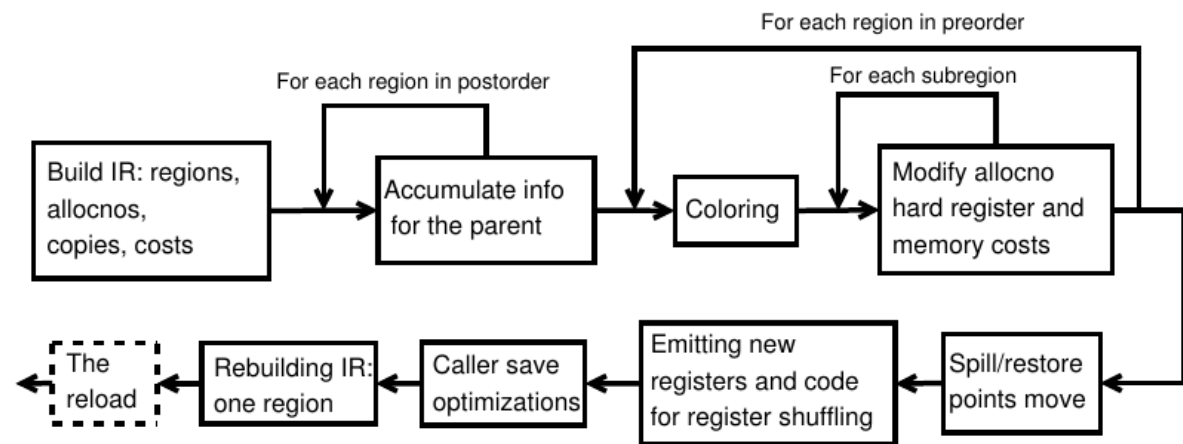 For each region in preorder
For each region in postorder
For each subregion
Build IR: regions,
allocnos,
copies, costs
Accumulate info
for the parent
Coloring
Modify allocno
hard register and
memory costs
The
reload
Rebuilding IR:
one region
Caller save
optimizations
Emitting new
registers and code
for register shuffling
Spill/restore
points move